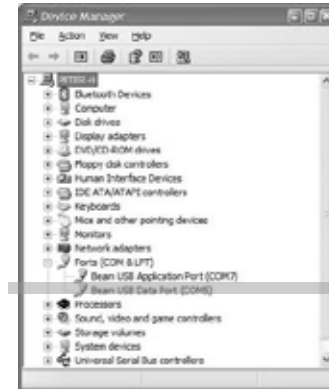 Device Manager
File Action View Help
PETER-H
Bluetooth Devices
Computer
Disk drives
Display adapters
DVD/CD-ROM drives
Floppy disk controllers
Human Interface Devices
IDE ATA/ATAPI controllers
Keyboards
Mice and other pointing devices
Monitors
Network adapters
Ports (COM & LPT)
Beam USB Application Port (COM7)
Beam USB Data Port (COM5)
Processors
Sound, video and game controllers
Storage volumes
System devices
Universal Serial Bus controllers